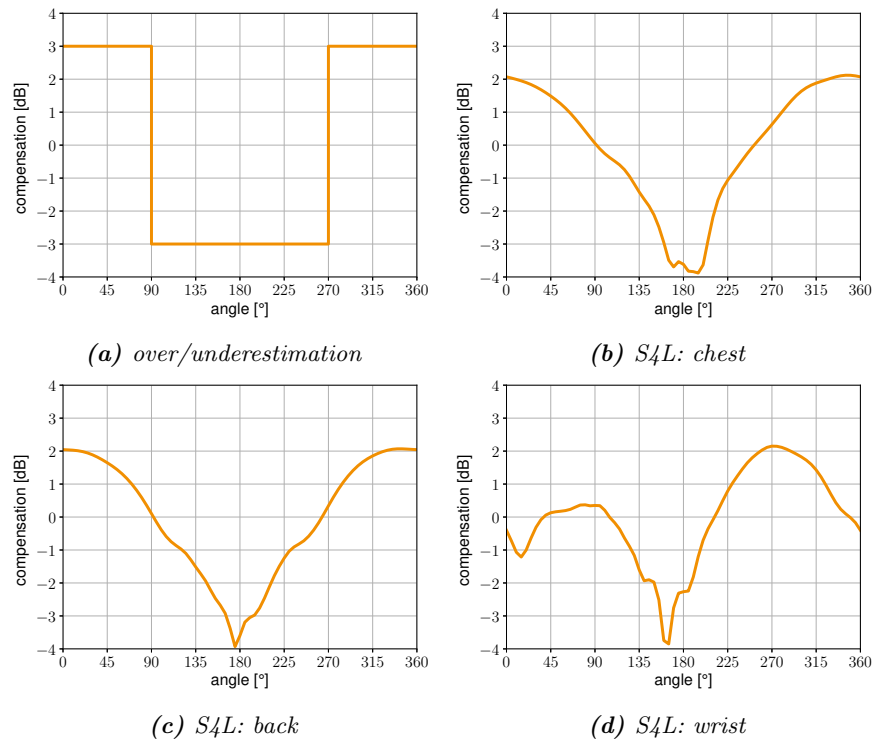 4
3
2
1
0
−1
−2
−3
−4
compensation [dB]
0 45 90 135 180 225 270 315 360
angle [°]
(a) over/underestimation
4
3
2
1
0
−1
−2
−3
−4
compensation [dB]
0 45 90 135 180 225 270 315 360
angle [°]
(b) S4L: chest
4
3
2
1
0
−1
−2
−3
−4
compensation [dB]
0 45 90 135 180 225 270 315 360
angle [°]
(c) S4L: back
4
3
2
1
0
−1
−2
−3
−4
compensation [dB]
0 45 90 135 180 225 270 315 360
angle [°]
(d) S4L: wrist